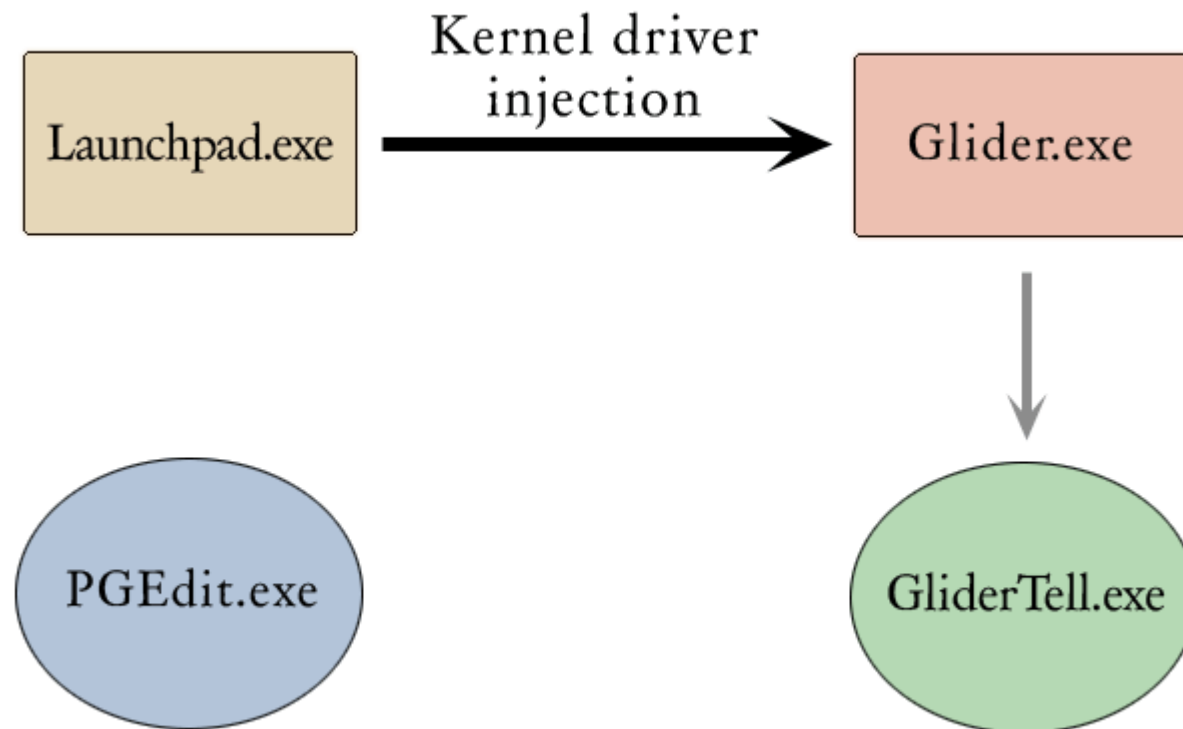 Kernel driver
injection
Launchpad.exe
Glider.exe
PGEdit.exe
GliderTell.exe